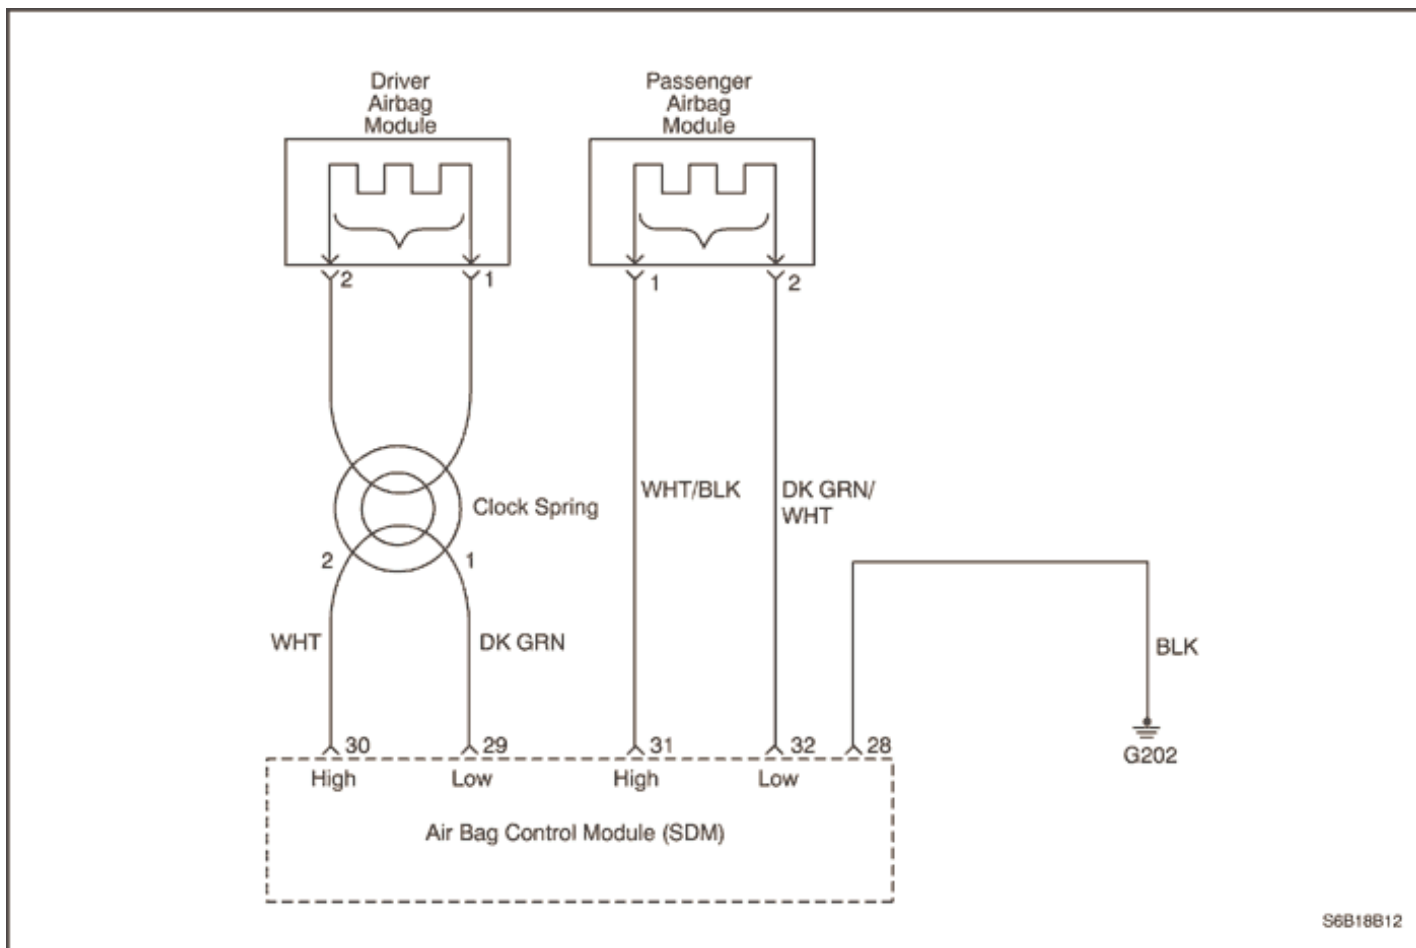 Driver
Airbag
Module
Passenger
Airbag
Module
2
1
1
2
WHT/BLK
DK GRN/
WHT
Clock Spring
2
1
WHT
DK GRN
BLK
30
29
31
32
28
G202
High
Low
High
Low
Air Bag Control Module (SDM)
S6B18B12